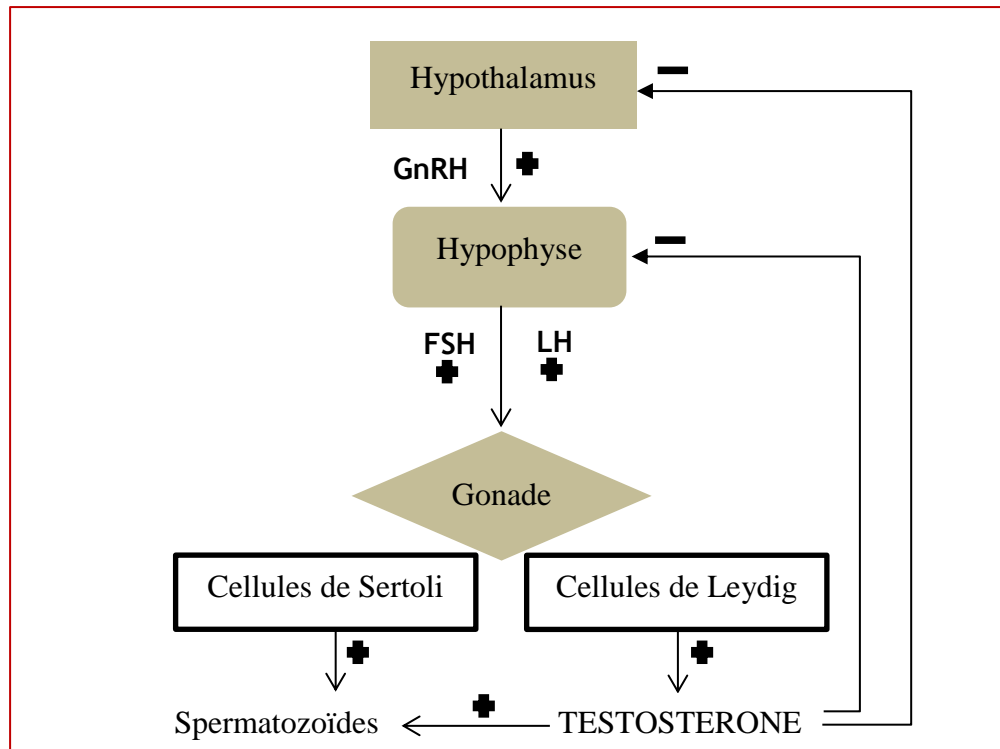 Hypothalamus
GnRH
Hypophyse
FSH LH
Gonade
Cellules de Sertoli Cellules de Leydig
Spermatozoïdes TESTOSTERONE